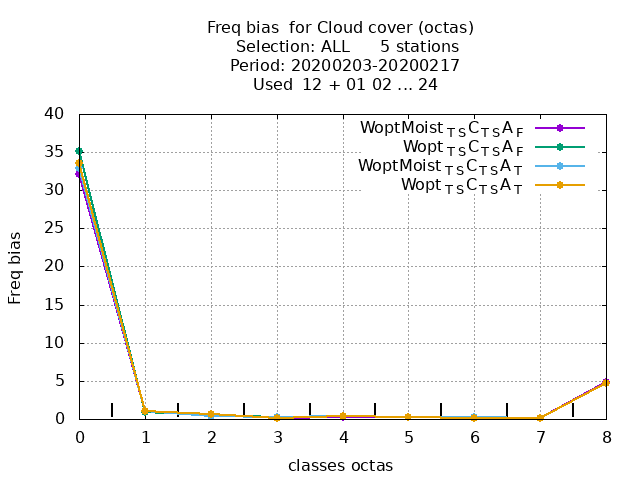 Freq bias for Cloud cover (octas)
Selection: ALL 5 stations
Period: 20200203-20200217
Used 12 + 01 02 ... 24
WoptMoist TS C TS A F
Wopt TS C TS A F
WoptMoist TS C TS A T
Wopt TS C TS A T
Freq bias
40
35
30
25
20
15
10
5
0
0 1 2 3 4 5 6 7 8
classes octas